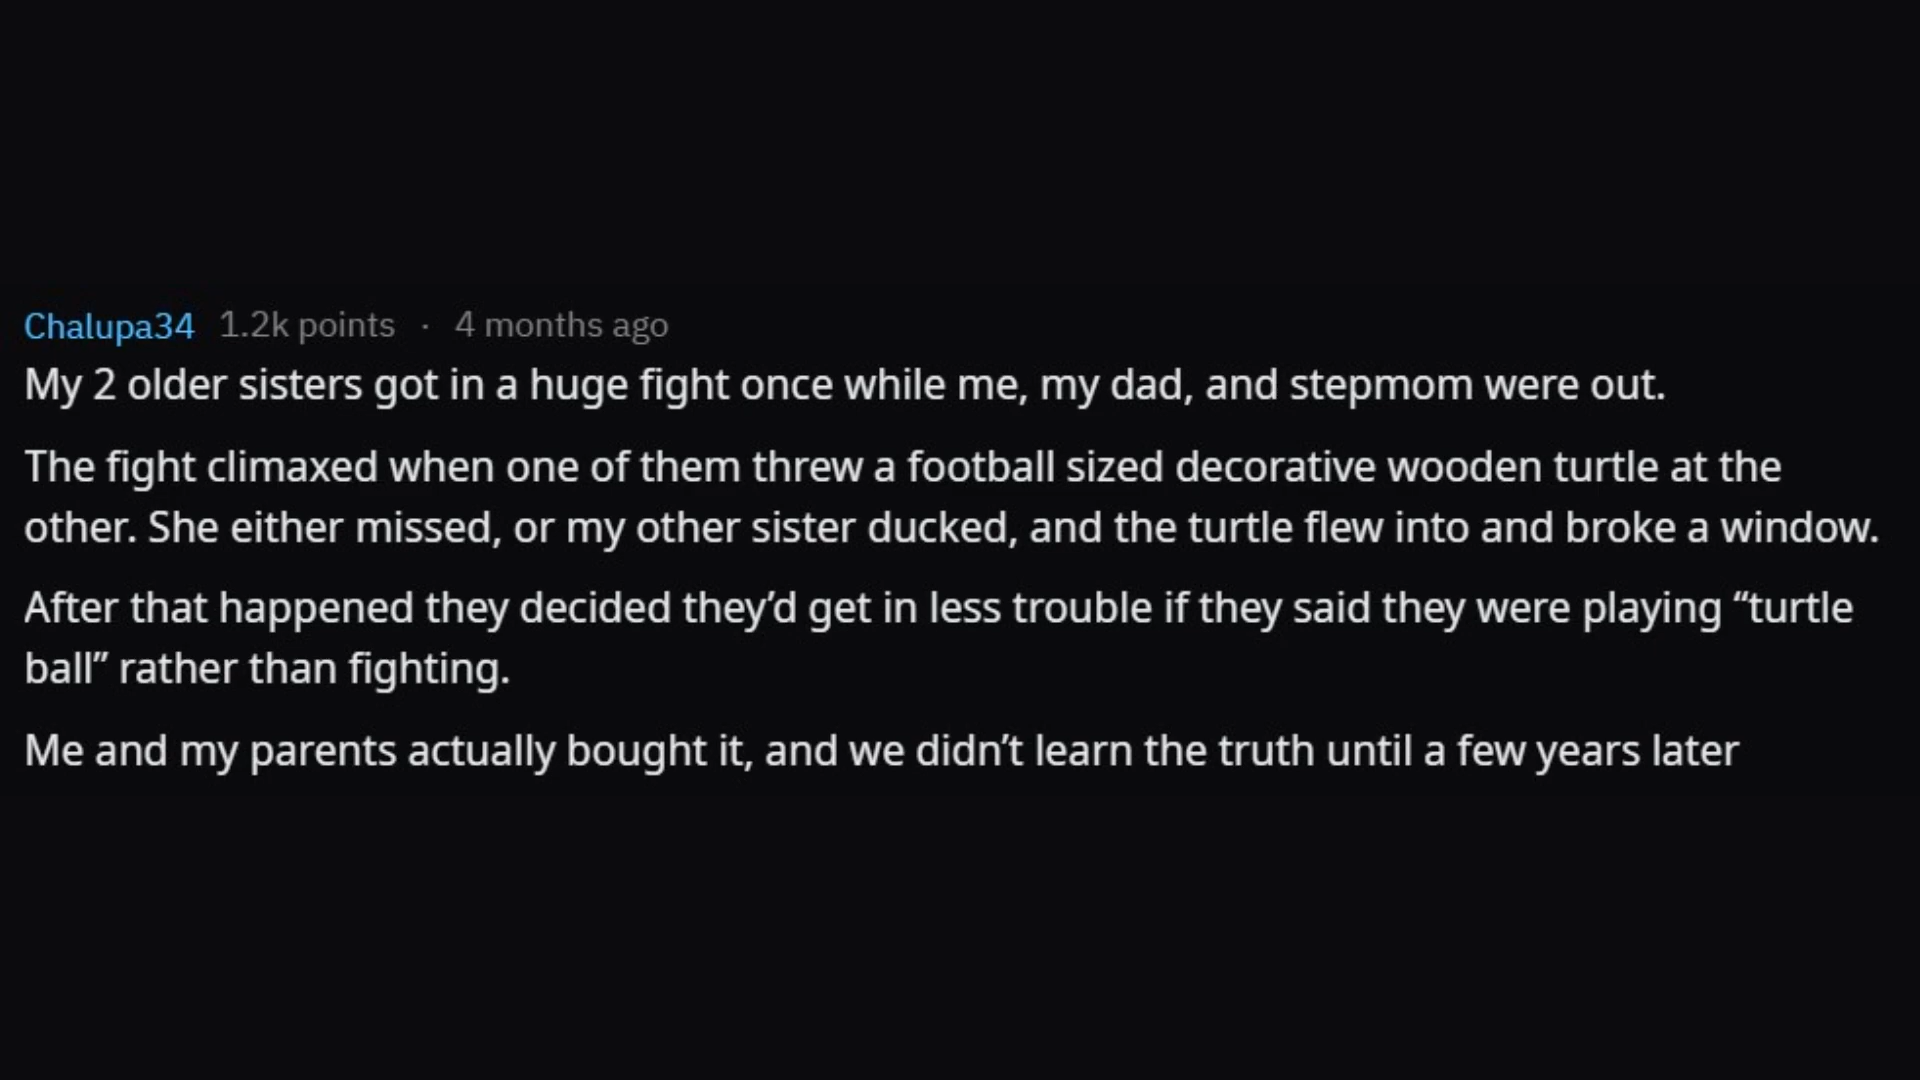 Chalupa34 1.2k points · 4 months ago
My 2 older sisters got in a huge fight once while me, my dad, and stepmom were out.
The fight climaxed when one of them threw a football sized decorative wooden turtle at the
other. She either missed, or my other sister ducked, and the turtle flew into and broke a window.
After that happened they decided they’d get in less trouble if they said they were playing “turtle
ball” rather than fighting.
Me and my parents actually bought it, and we didn’t learn the truth until a few years later